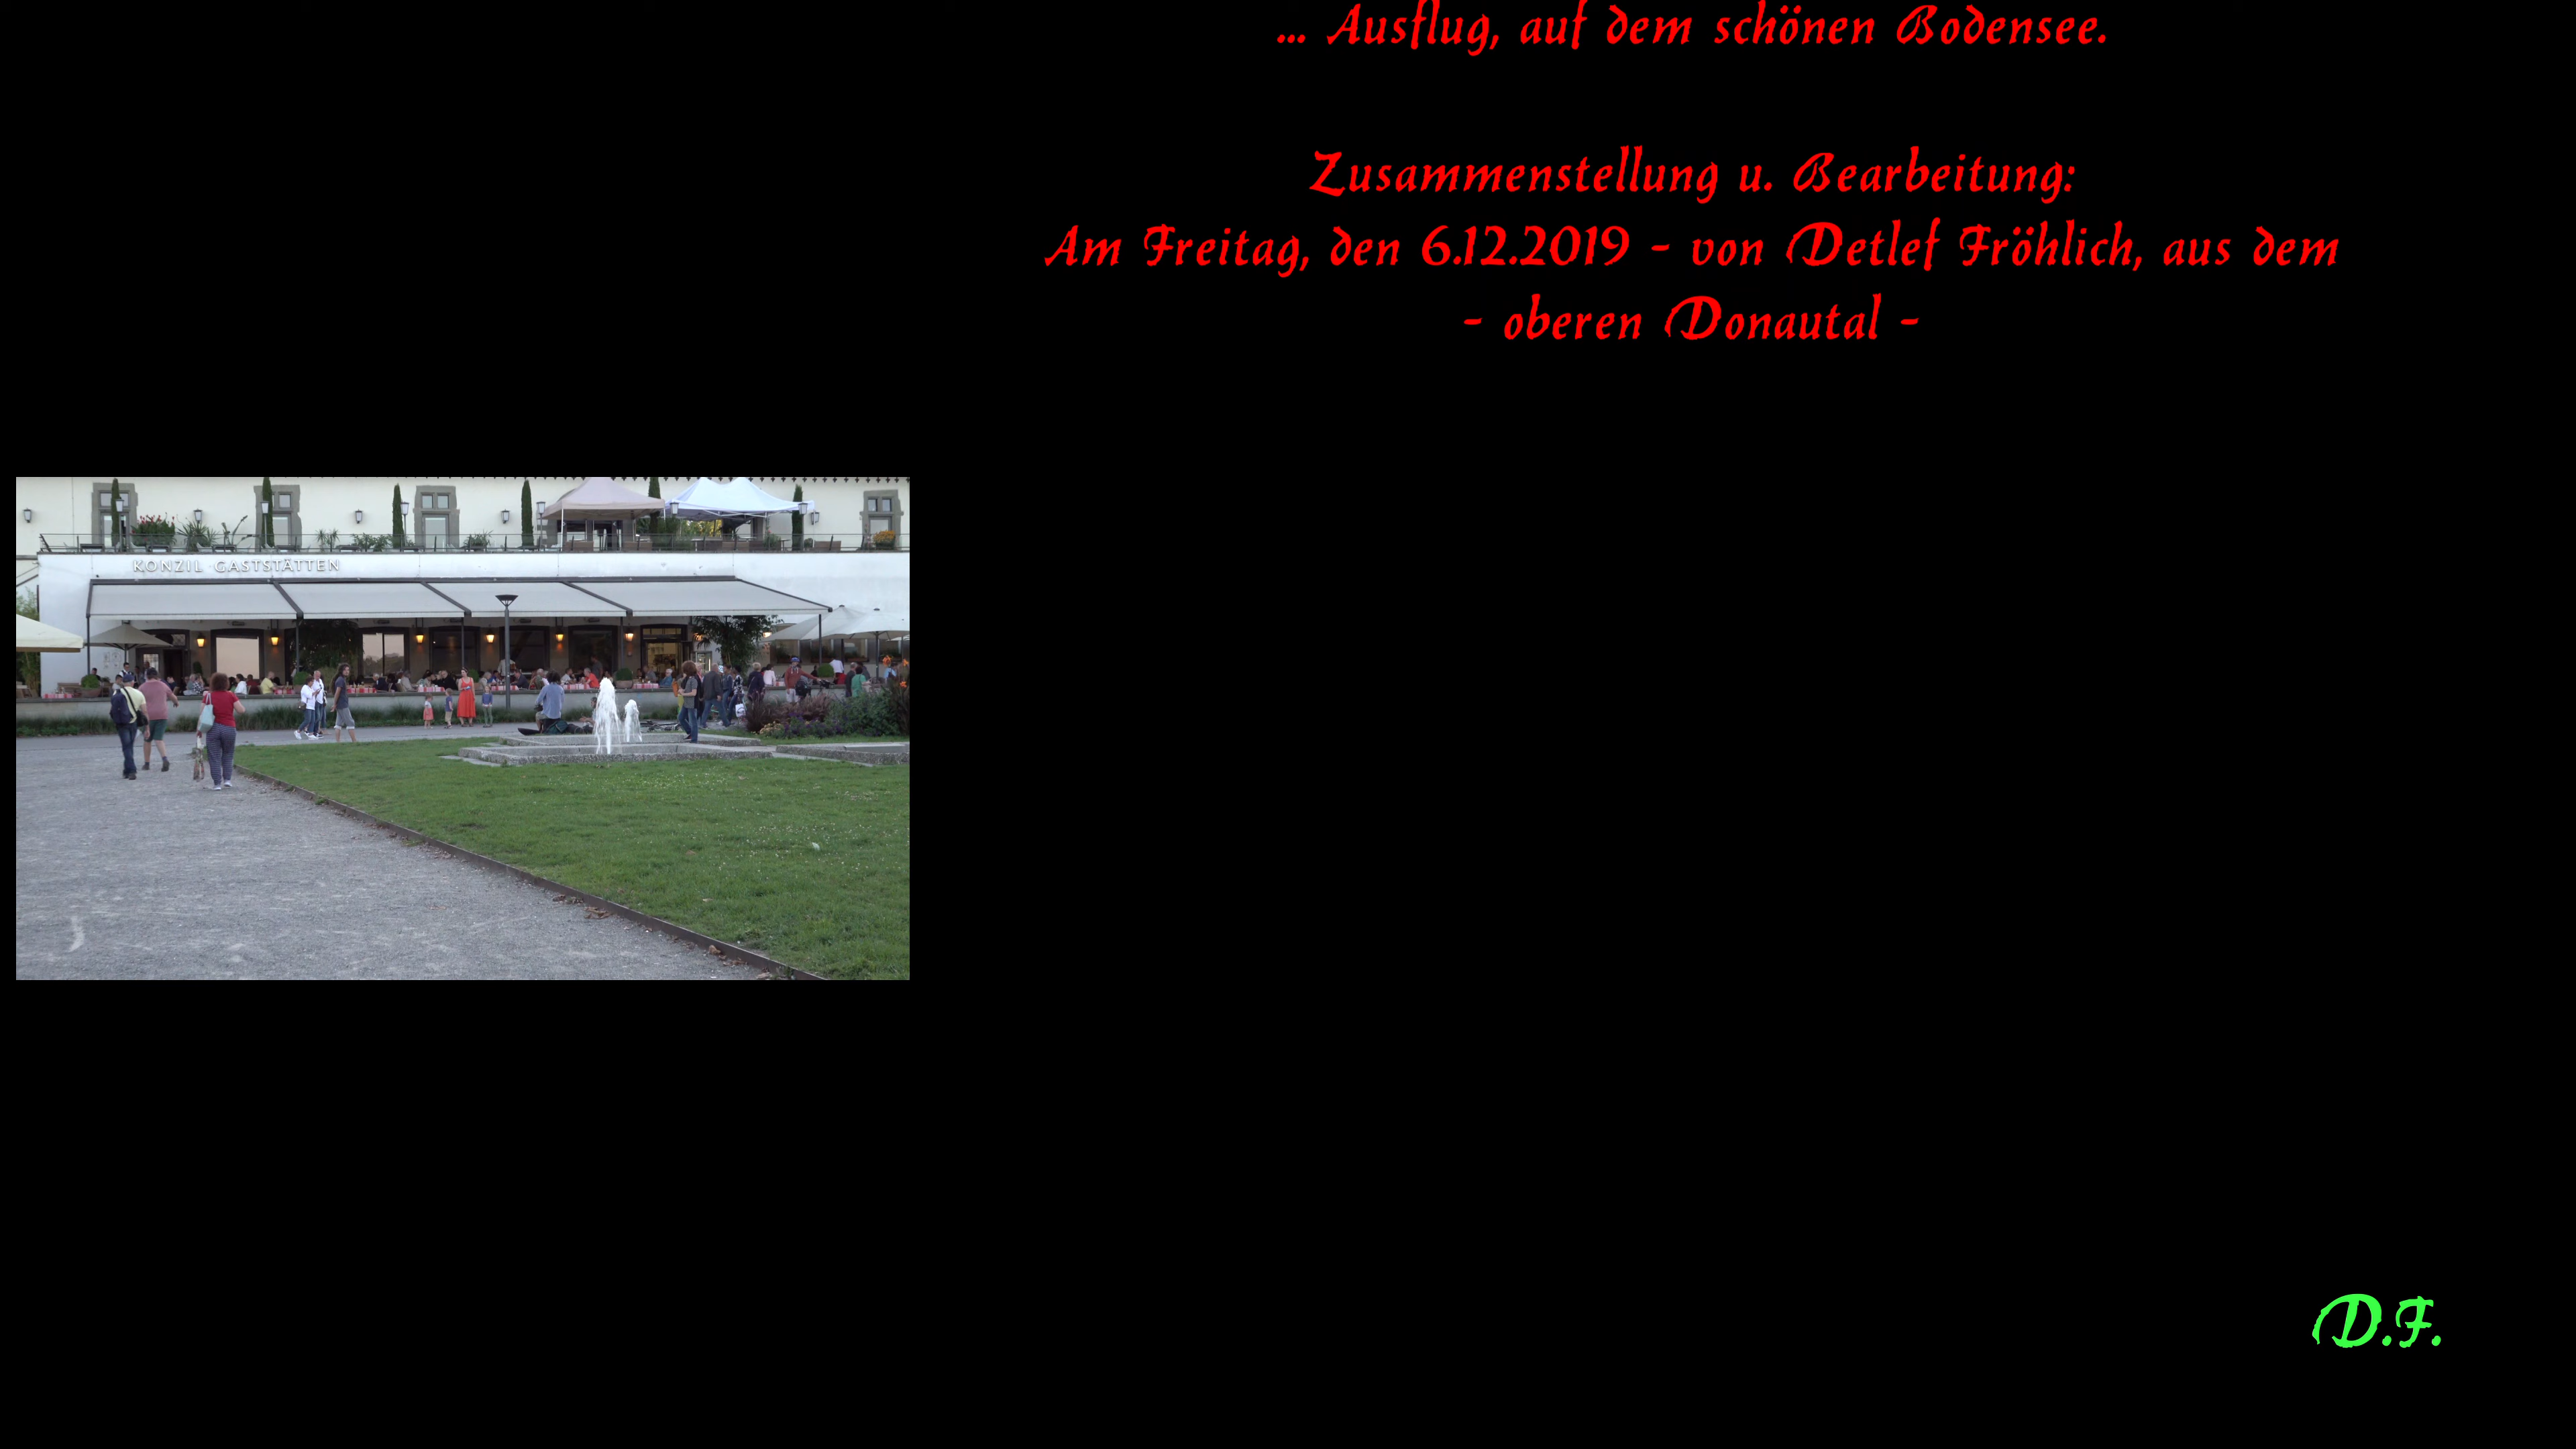 ... Ausflug, auf dem schönen Bodensee.
Zusammenstellung u. Bearbeitung:
Am Freitag, den 6.12.2019 - von Detlef Fröhlich, aus dem
- oberen Donautal -
KONZIL GASTSTÄTTEN
D.F.